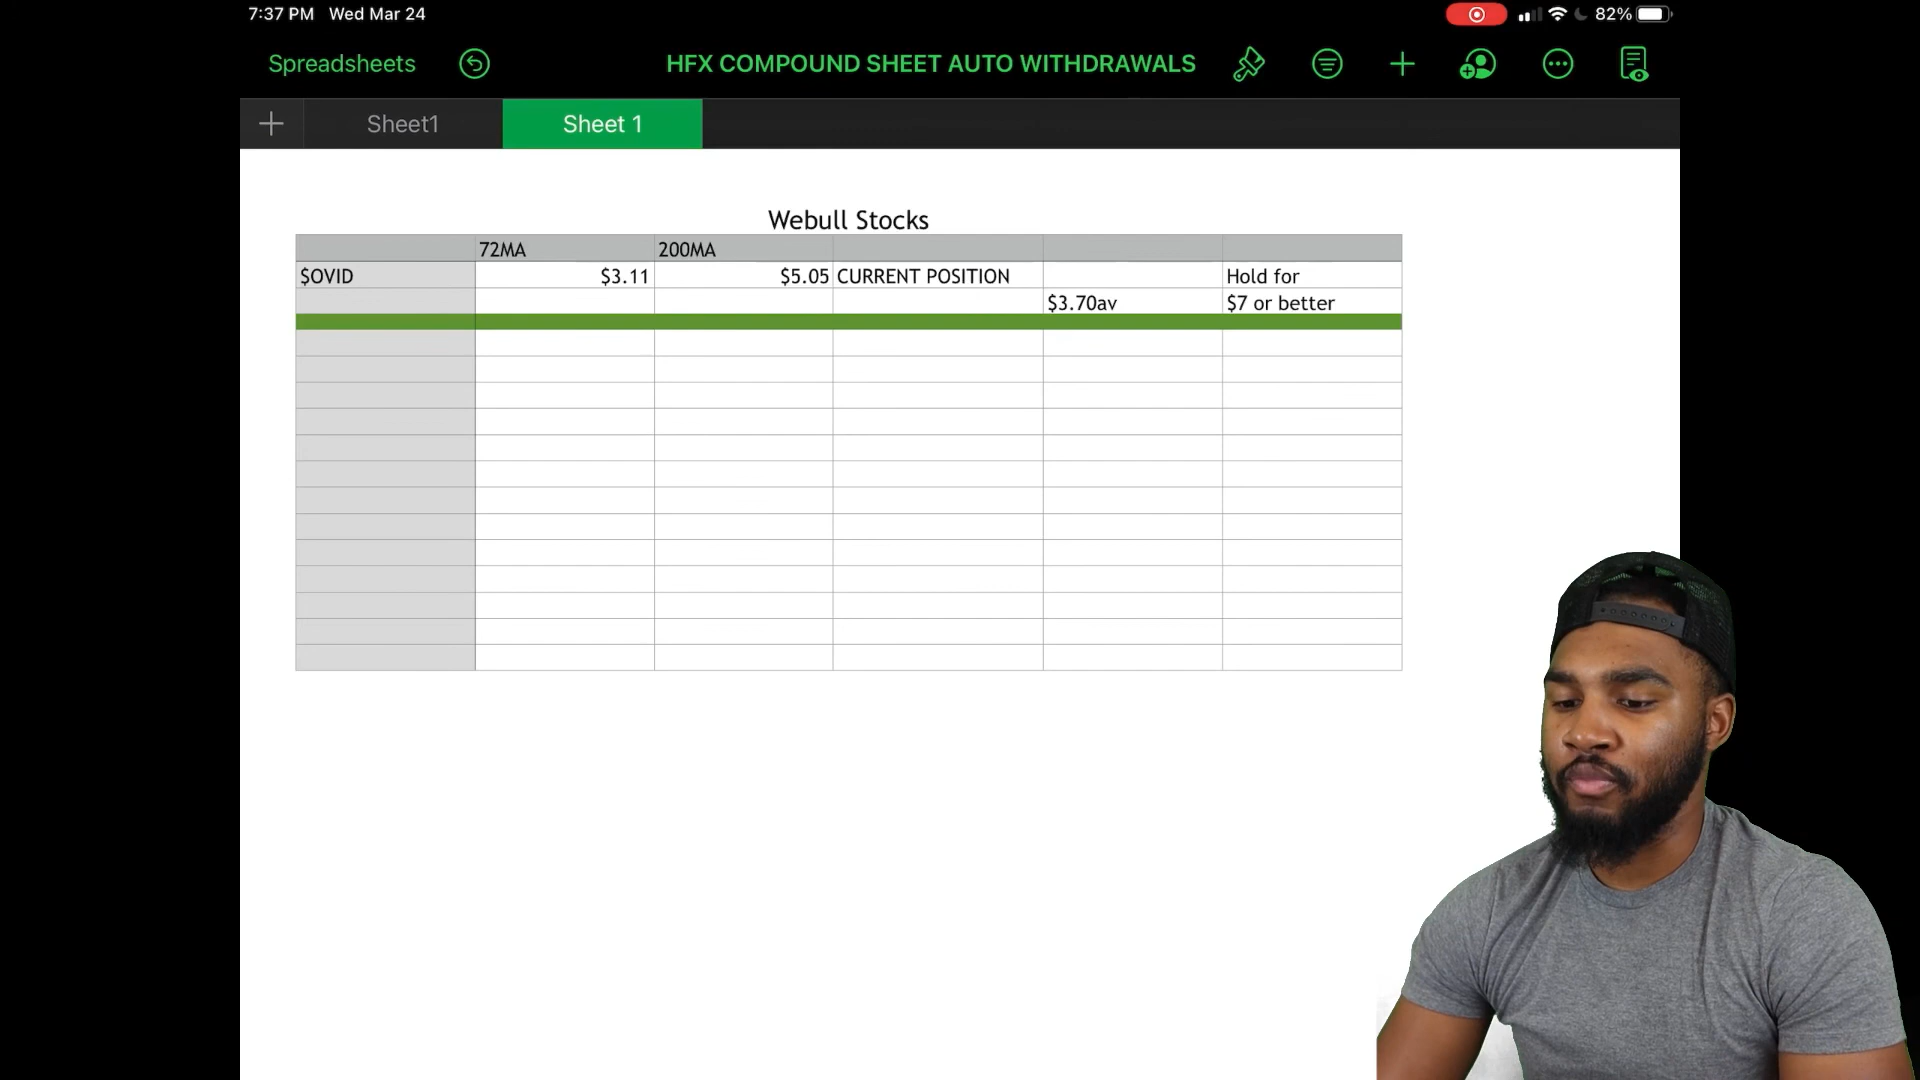 7:37 PM Wed Mar 24
82%
Spreadsheets
HFX COMPOUND SHEET AUTO WITHDRAWALS
Sheet1
Sheet 1
Webull Stocks
72MA 200MA
$OVID $3.11 $5.05 CURRENT POSITION Hold for
$3.70av $7 or better